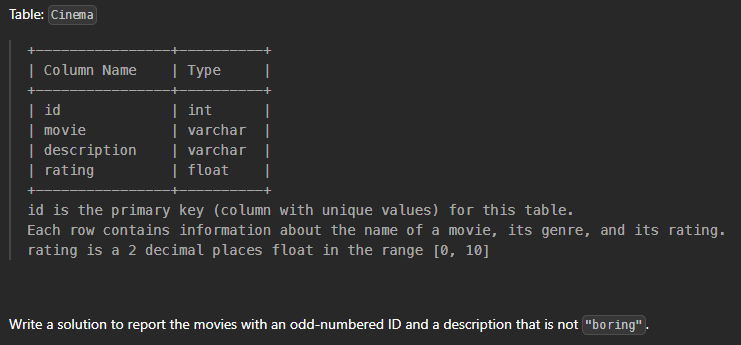 Table: Cinema
+————————————————+——————————+
| Column Name    | Type     |
+————————————————+——————————+
| id             | int      |
| movie          | varchar  |
| description    | varchar  |
| rating         | float    |
+————————————————+——————————+
id is the primary key (column with unique values) for this table.
Each row contains information about the name of a movie, its genre, and its rating.
rating is a 2 decimal places float in the range [0, 10]
Write a solution to report the movies with an odd-numbered ID and a description that is not "boring".